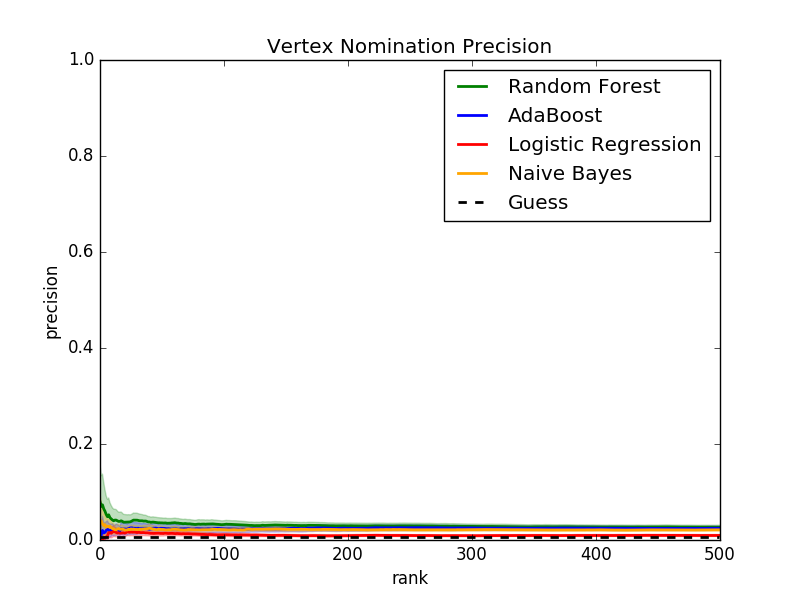 Vertex Nomination Precision
1.0
0.8
0.6
0.4
0.2
0.0
precision
Random Forest
AdaBoost
Logistic Regression
Naive Bayes
Guess
0 100 200 300 400 500
rank